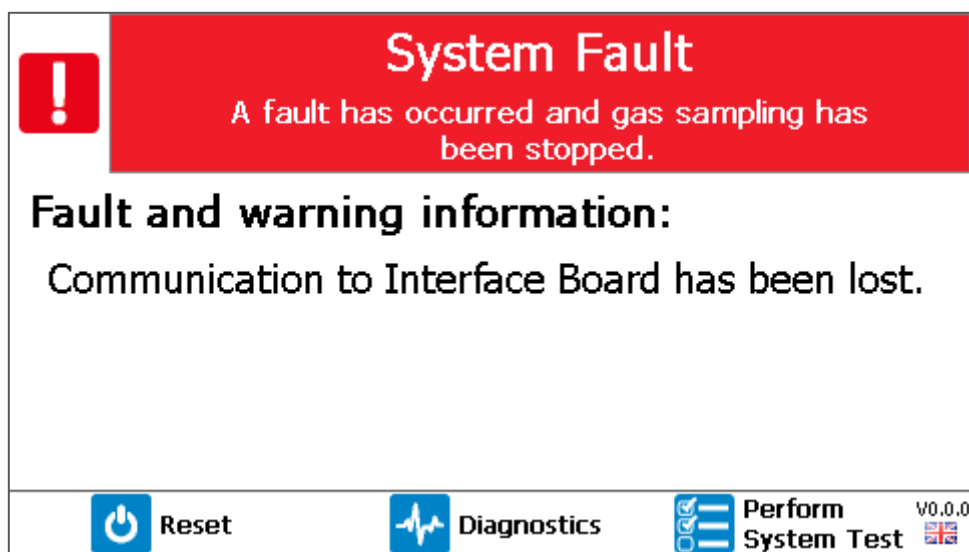 System Fault
A fault has occurred and gas sampling has
been stopped.
Fault and warning information:
Communication to Interface Board has been lost.
Reset
Diagnostics
Perform
System Test
V0.0.0